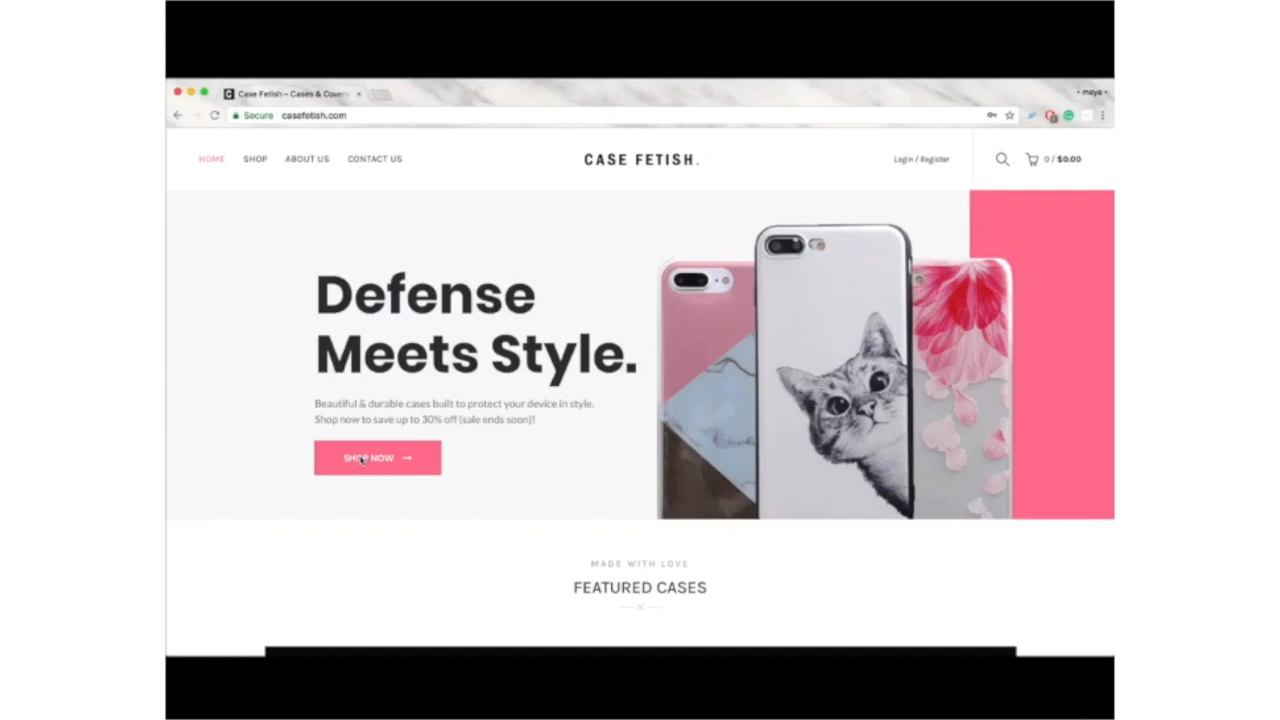 Case Fetish – Cases & Covers
moya
Secure casefetish.com
HOME SHOP ABOUT US CONTACT US CASE FETISH. Login / Register 0 / $0.00
Defense
Meets Style.
Beautiful & durable cases built to protect your device in style.
Shop now to save up to 30% off (sale ends soon)!
SHOP NOW
MADE WITH LOVE
FEATURED CASES